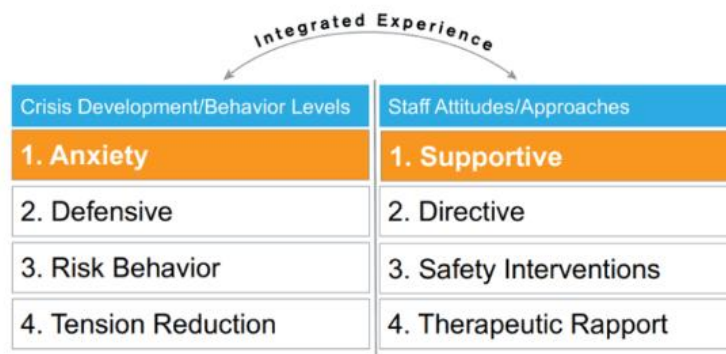 Integrated Experience
Crisis Development/Behavior Levels
Staff Attitudes/Approaches
1. Anxiety
1. Supportive
2. Defensive
2. Directive
3. Risk Behavior
3. Safety Interventions
4. Tension Reduction
4. Therapeutic Rapport